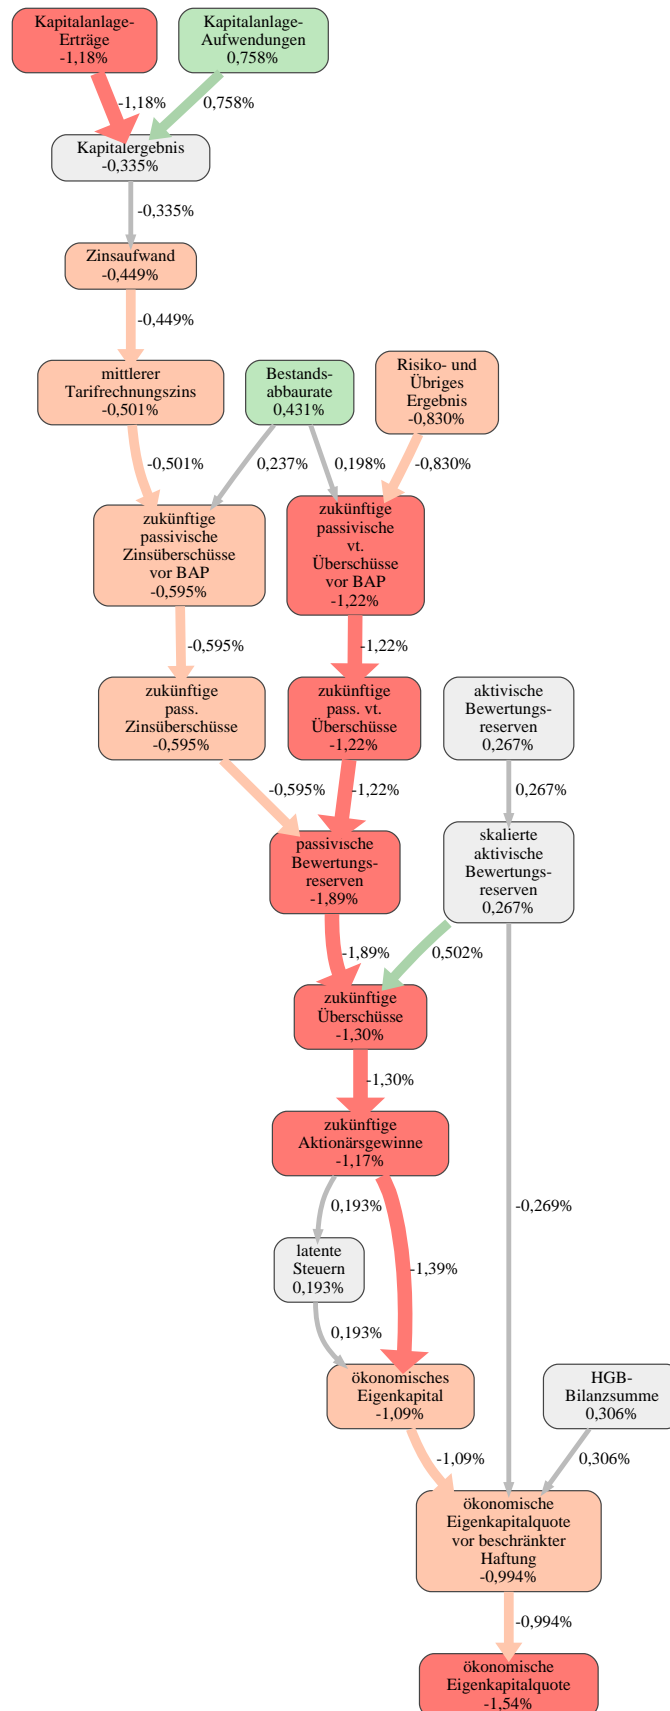 Kapitalanlage-
Erträge
-1,18%
Kapitalanlage-
Aufwendungen
0,758%
-1,18%
0,758%
Kapitalergebnis
-0,335%
-0,335%
Zinsaufwand
-0,449%
-0,449%
mittlerer
Tarifrechnungszins
-0,501%
Bestands-
abbaurate
0,431%
Risiko- und
Übriges
Ergebnis
-0,830%
-0,501%
0,237%
0,198%
-0,830%
zukünftige
passivische
Zinsüberschüsse
vor BAP
-0,595%
zukünftige
passivische
vt.
Überschüsse
vor BAP
-1,22%
-0,595%
-1,22%
zukünftige
pass.
Zinsüberschüsse
-0,595%
zukünftige
pass. vt.
Überschüsse
-1,22%
aktivische
Bewertungs-
reserven
0,267%
-0,595%
-1,22%
0,267%
passivische
Bewertungs-
reserven
-1,89%
skalierte
aktivische
Bewertungs-
reserven
0,267%
-1,89%
0,502%
zukünftige
Überschüsse
-1,30%
-1,30%
zukünftige
Aktionärsgewinne
-1,17%
0,193%
-0,269%
latente
Steuern
0,193%
-1,39%
0,193%
ökonomisches
Eigenkapital
-1,09%
HGB-
Bilanzsumme
0,306%
-1,09%
0,306%
ökonomische
Eigenkapitalquote
vor beschränkter
Haftung
-0,994%
-0,994%
ökonomische
Eigenkapitalquote
-1,54%